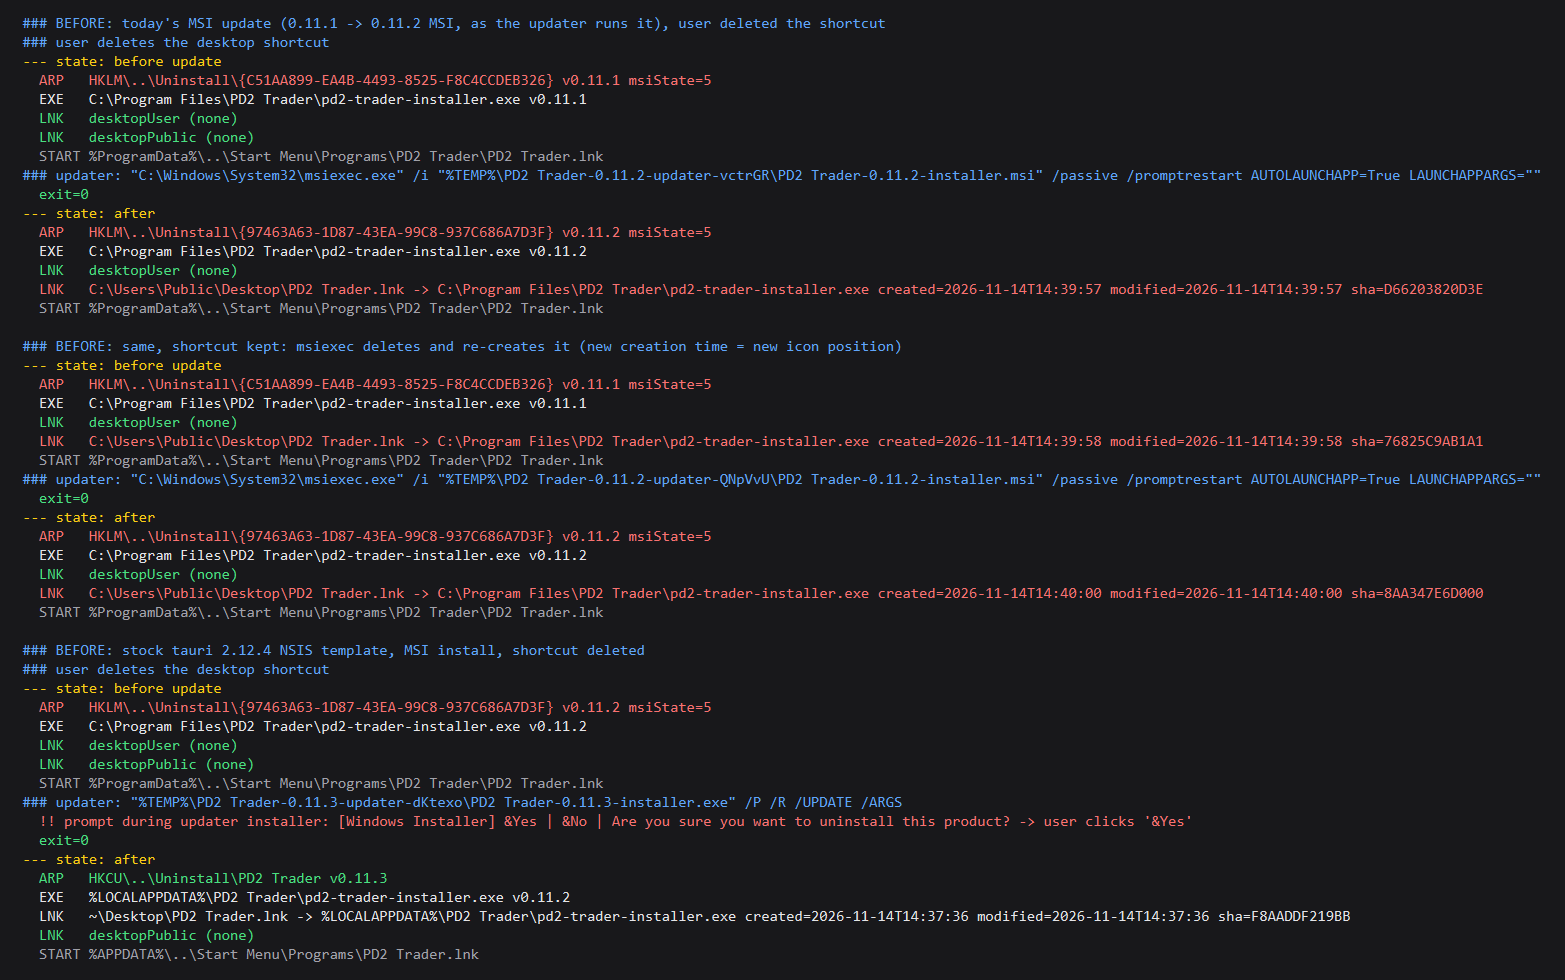 ### BEFORE: today's MSI update (0.11.1 -> 0.11.2 MSI, as the updater runs it), user deleted the shortcut
### user deletes the desktop shortcut
--- state: before update
ARP HKLM\..\Uninstall\{C51AA899-EA4B-4493-8525-F8C4CCDEB326} v0.11.1 msiState=5
EXE C:\Program Files\PD2 Trader\pd2-trader-installer.exe v0.11.1
LNK desktopUser (none)
LNK desktopPublic (none)
START %ProgramData%\..\Start Menu\Programs\PD2 Trader\PD2 Trader.lnk
### updater: "C:\Windows\System32\msiexec.exe" /i "%TEMP%\PD2 Trader-0.11.2-updater-vctrGR\PD2 Trader-0.11.2-installer.msi" /passive /promptrestart AUTOLAUNCHAPP=True LAUNCHAPPARGS=""
exit=0
--- state: after
ARP HKLM\..\Uninstall\{97463A63-1D87-43EA-99C8-937C686A7D3F} v0.11.2 msiState=5
EXE C:\Program Files\PD2 Trader\pd2-trader-installer.exe v0.11.2
LNK desktopUser (none)
LNK C:\Users\Public\Desktop\PD2 Trader.lnk -> C:\Program Files\PD2 Trader\pd2-trader-installer.exe created=2026-11-14T14:39:57 modified=2026-11-14T14:39:57 sha=D66203820D3E
START %ProgramData%\..\Start Menu\Programs\PD2 Trader\PD2 Trader.lnk
### BEFORE: same, shortcut kept: msiexec deletes and re-creates it (new creation time = new icon position)
--- state: before update
ARP HKLM\..\Uninstall\{C51AA899-EA4B-4493-8525-F8C4CCDEB326} v0.11.1 msiState=5
EXE C:\Program Files\PD2 Trader\pd2-trader-installer.exe v0.11.1
LNK desktopUser (none)
LNK C:\Users\Public\Desktop\PD2 Trader.lnk -> C:\Program Files\PD2 Trader\pd2-trader-installer.exe created=2026-11-14T14:39:58 modified=2026-11-14T14:39:58 sha=76825C9AB1A1
START %ProgramData%\..\Start Menu\Programs\PD2 Trader\PD2 Trader.lnk
### updater: "C:\Windows\System32\msiexec.exe" /i "%TEMP%\PD2 Trader-0.11.2-updater-QNpVvU\PD2 Trader-0.11.2-installer.msi" /passive /promptrestart AUTOLAUNCHAPP=True LAUNCHAPPARGS=""
exit=0
--- state: after
ARP HKLM\..\Uninstall\{97463A63-1D87-43EA-99C8-937C686A7D3F} v0.11.2 msiState=5
EXE C:\Program Files\PD2 Trader\pd2-trader-installer.exe v0.11.2
LNK desktopUser (none)
LNK C:\Users\Public\Desktop\PD2 Trader.lnk -> C:\Program Files\PD2 Trader\pd2-trader-installer.exe created=2026-11-14T14:40:00 modified=2026-11-14T14:40:00 sha=8AA347E6D000
START %ProgramData%\..\Start Menu\Programs\PD2 Trader\PD2 Trader.lnk
### BEFORE: stock tauri 2.12.4 NSIS template, MSI install, shortcut deleted
### user deletes the desktop shortcut
--- state: before update
ARP HKLM\..\Uninstall\{97463A63-1D87-43EA-99C8-937C686A7D3F} v0.11.2 msiState=5
EXE C:\Program Files\PD2 Trader\pd2-trader-installer.exe v0.11.2
LNK desktopUser (none)
LNK desktopPublic (none)
START %ProgramData%\..\Start Menu\Programs\PD2 Trader\PD2 Trader.lnk
### updater: "%TEMP%\PD2 Trader-0.11.3-updater-dKtexo\PD2 Trader-0.11.3-installer.exe" /P /R /UPDATE /ARGS
!! prompt during updater installer: [Windows Installer] &Yes | &No | Are you sure you want to uninstall this product? -> user clicks '&Yes'
exit=0
--- state: after
ARP HKCU\..\Uninstall\PD2 Trader v0.11.3
EXE %LOCALAPPDATA%\PD2 Trader\pd2-trader-installer.exe v0.11.2
LNK ~\Desktop\PD2 Trader.lnk -> %LOCALAPPDATA%\PD2 Trader\pd2-trader-installer.exe created=2026-11-14T14:37:36 modified=2026-11-14T14:37:36 sha=F8AADDF219BB
LNK desktopPublic (none)
START %APPDATA%\..\Start Menu\Programs\PD2 Trader.lnk